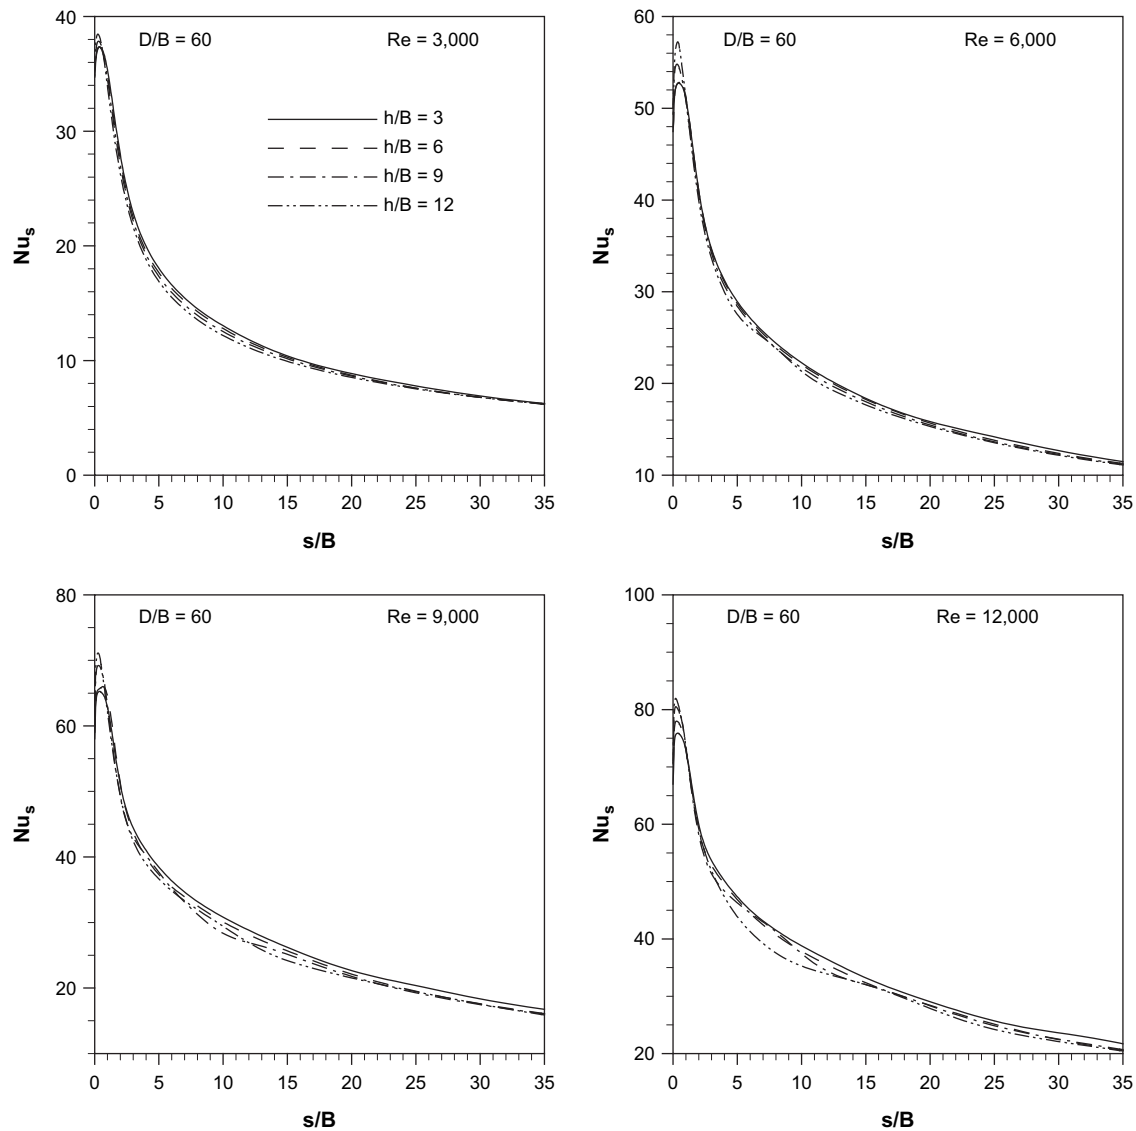 D/B = 60 Re = 3,000
h/B = 3
h/B = 6
h/B = 9
h/B = 12
40
30
20
10
0
Nus
0 5 10 15 20 25 30 35
s/B
D/B = 60 Re = 6,000
60
50
40
30
20
10
Nus
0 5 10 15 20 25 30 35
s/B
D/B = 60 Re = 9,000
80
60
40
20
Nus
0 5 10 15 20 25 30 35
s/B
D/B = 60 Re = 12,000
100
80
60
40
20
Nus
0 5 10 15 20 25 30 35
s/B